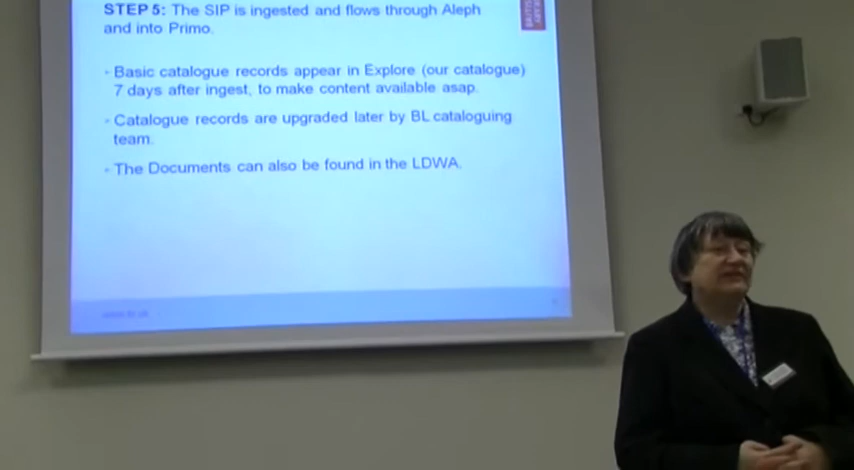 STEP 5: The SIP is ingested and flows through Aleph
and into Primo.
- Basic catalogue records appear in Explore (our catalogue)
7 days after ingest, to make content available asap.
- Catalogue records are upgraded later by BL cataloguing
team.
- The Documents can also be found in the LDWA.